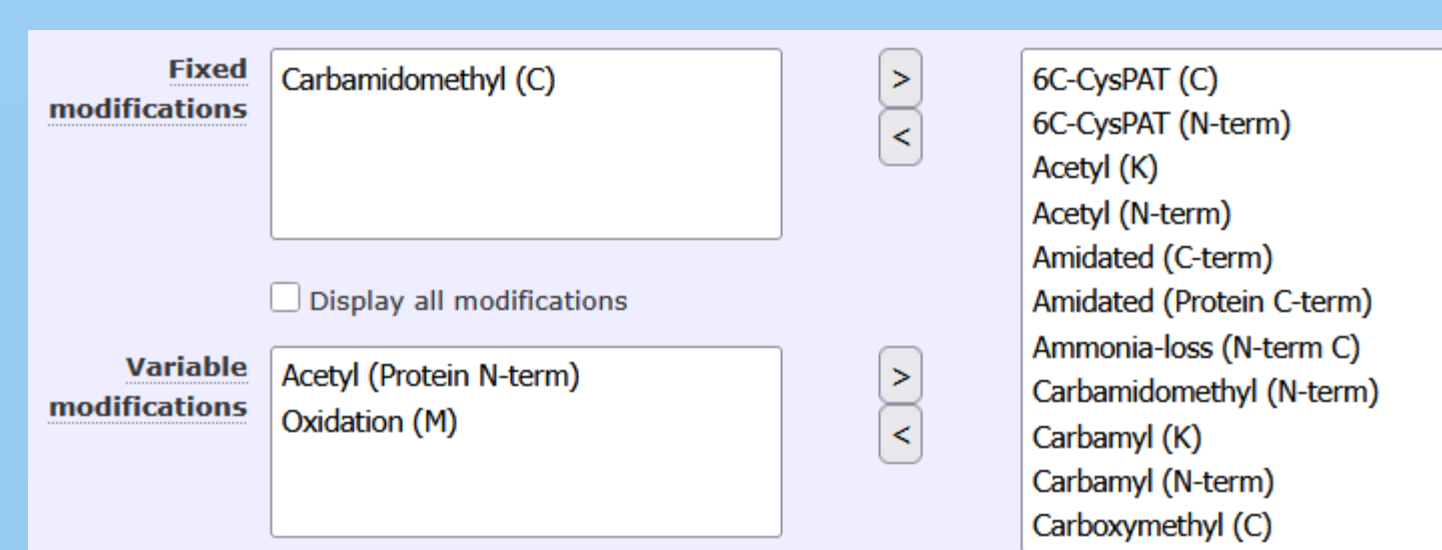 Fixed
modifications
Carbamidomethyl (C)
>
<
Display all modifications
Variable
modifications
Acetyl (Protein N-term)
Oxidation (M)
>
<
6C-CysPAT (C)
6C-CysPAT (N-term)
Acetyl (K)
Acetyl (N-term)
Amidated (C-term)
Amidated (Protein C-term)
Ammonia-loss (N-term C)
Carbamidomethyl (N-term)
Carbamyl (K)
Carbamyl (N-term)
Carboxymethyl (C)